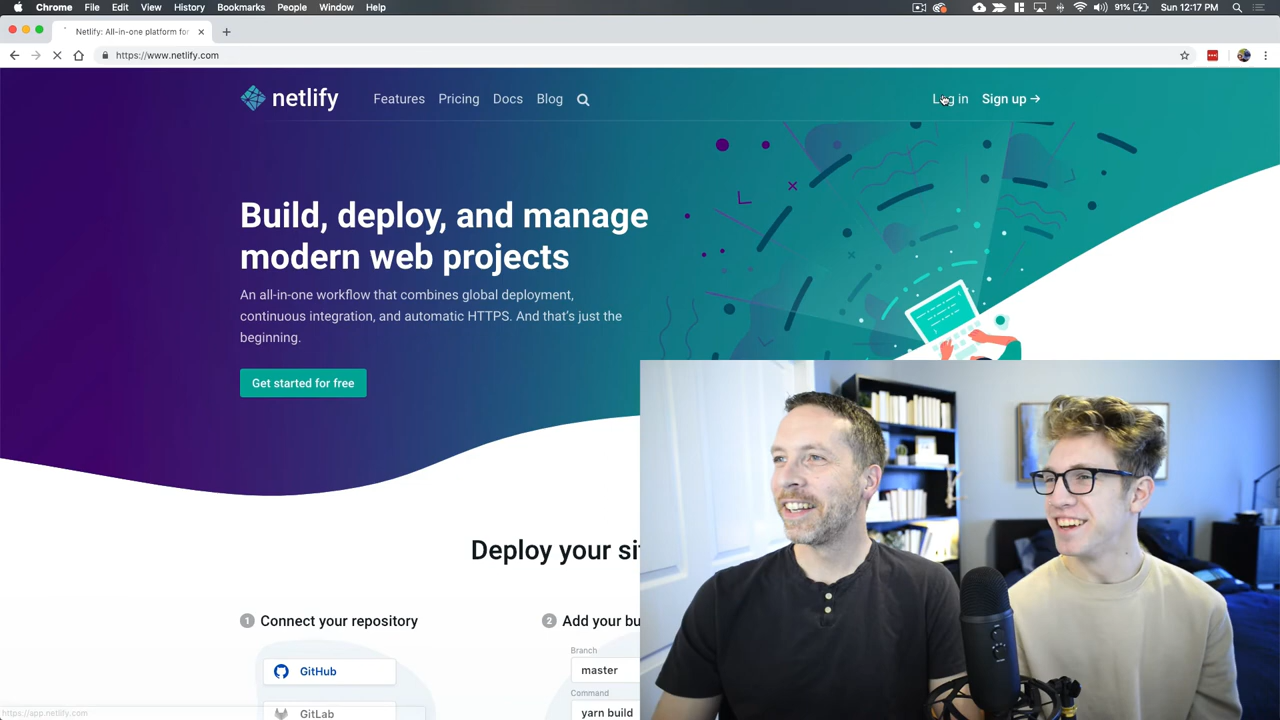 Chrome File Edit View History Bookmarks People Window Help 91% Sun 12:17 PM
Netlify: All-in-one platform for
https://www.netlify.com
netlify Features Pricing Docs Blog Log in Sign up →
Build, deploy, and manage
modern web projects
An all-in-one workflow that combines global deployment,
continuous integration, and automatic HTTPS. And that's just the
beginning.
Get started for free
Deploy your
1 Connect your repository
2 Add your
GitHub
GitLab
Branch
master
Command
yarn build
https://app.netlify.com